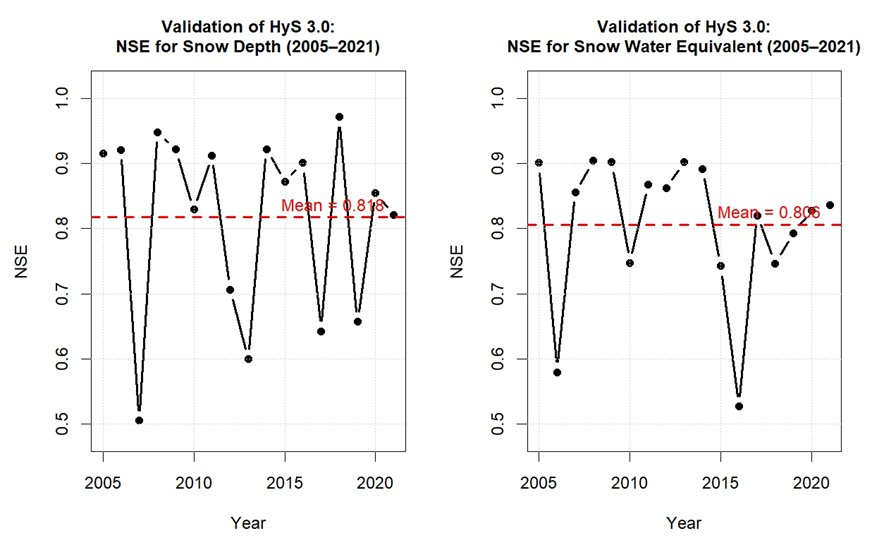 Validation of HyS 3.0:
NSE for Snow Depth (2005–2021)
NSE
1.0
0.9
0.8
0.7
0.6
0.5
Mean = 0.818
2005 2010 2015 2020
Year
Validation of HyS 3.0:
NSE for Snow Water Equivalent (2005–2021)
NSE
1.0
0.9
0.8
0.7
0.6
0.5
Mean = 0.806
2005 2010 2015 2020
Year